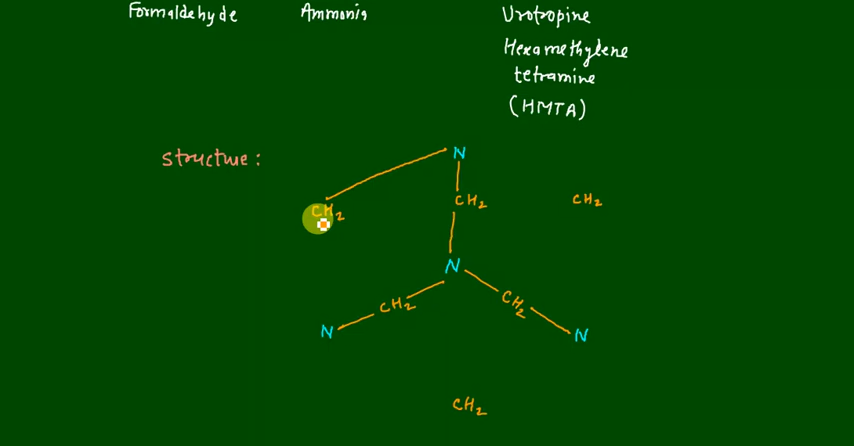 Formaldehyde Ammonia Urotropine
Hexamethylene
tetramine
(HMTA)
Structure:
N
CH2 CH2 CH2
N
CH2 CH2
N N
CH2